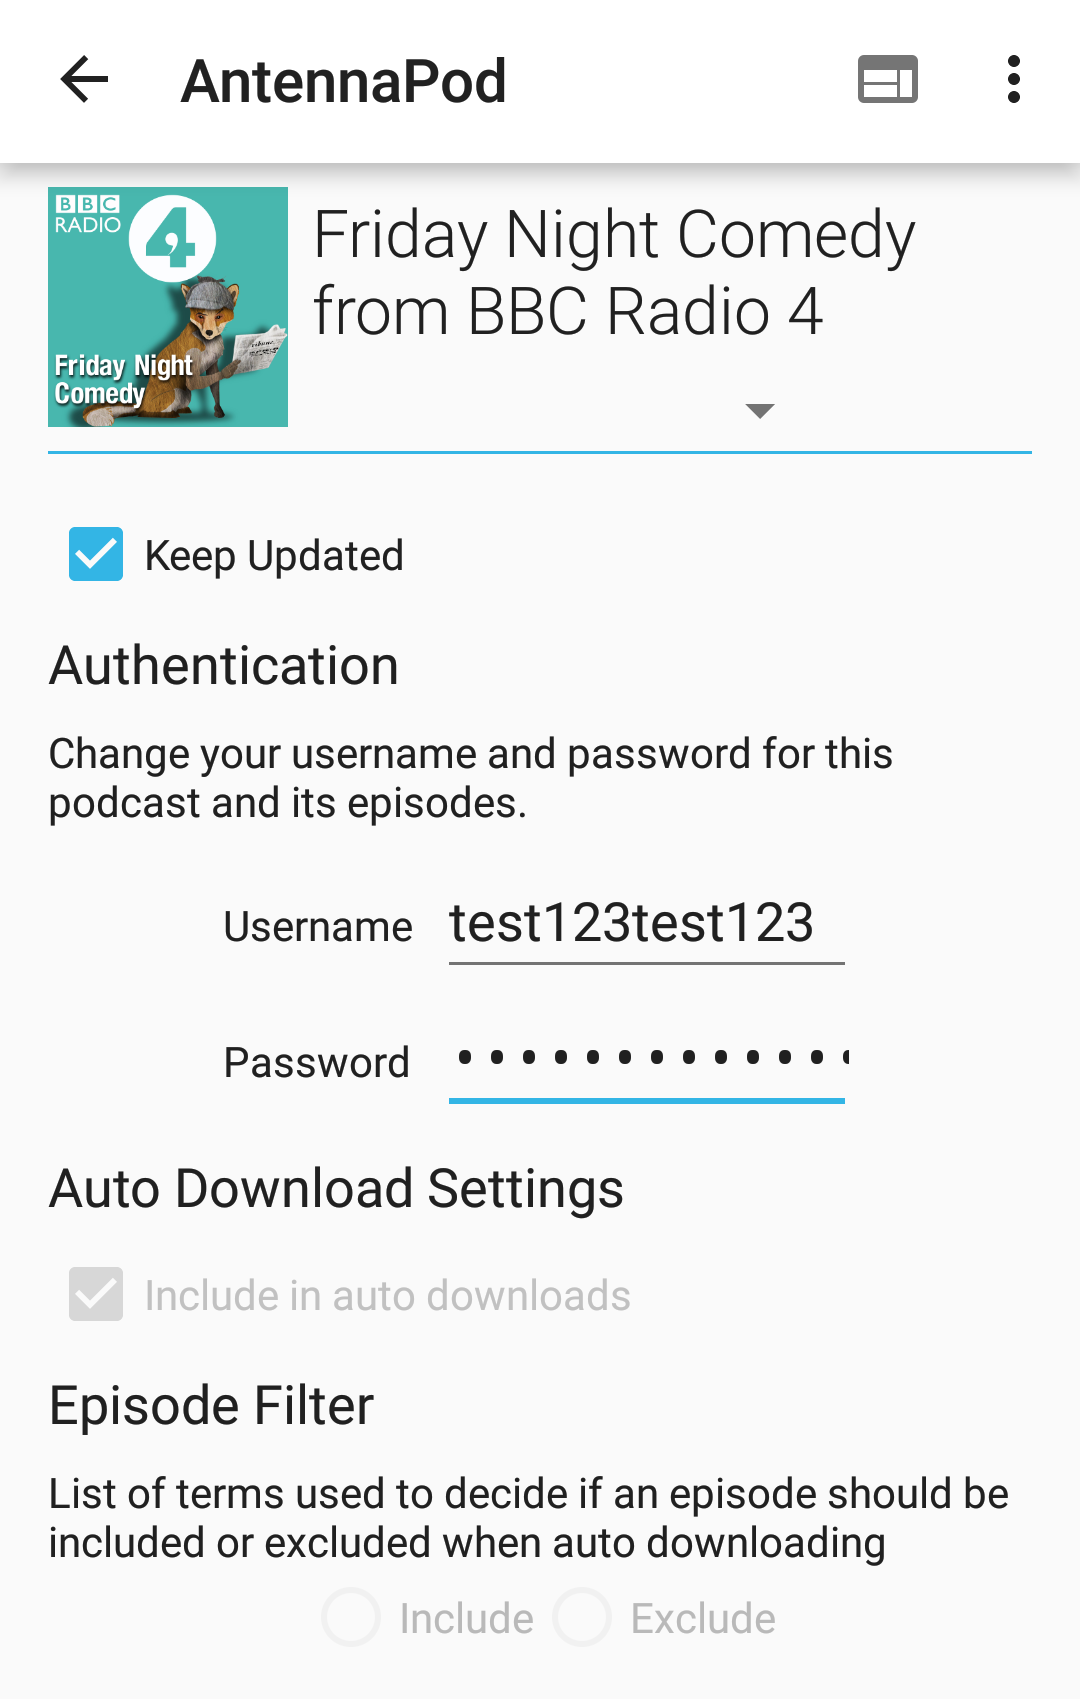 AntennaPod
BBC
RADIO
4
Friday Night
Comedy
Friday Night Comedy
from BBC Radio 4
Keep Updated
Authentication
Change your username and password for this
podcast and its episodes.
Username test123test123
Password
Auto Download Settings
Include in auto downloads
Episode Filter
List of terms used to decide if an episode should be
included or excluded when auto downloading
Include Exclude